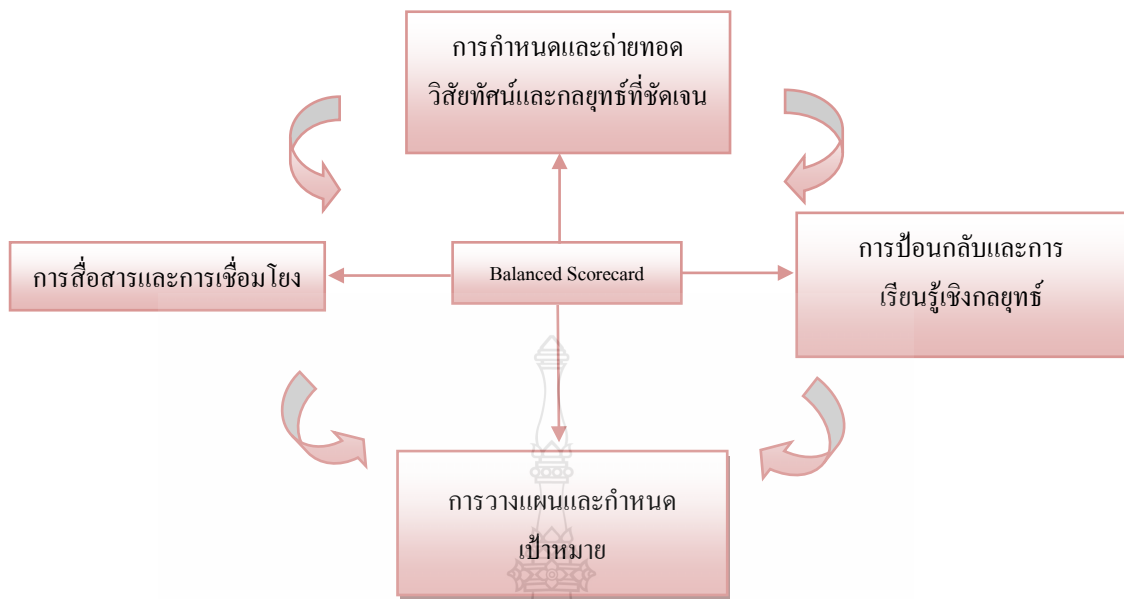 การกำหนดและถ่ายทอด
วิสัยทัศน์และกลยุทธ์ที่ชัดเจน
การสื่อสารและการเชื่อมโยง
Balanced Scorecard
การป้อนกลับและการ
เรียนรู้เชิงกลยุทธ์
การวางแผนและกำหนด
เป้าหมาย